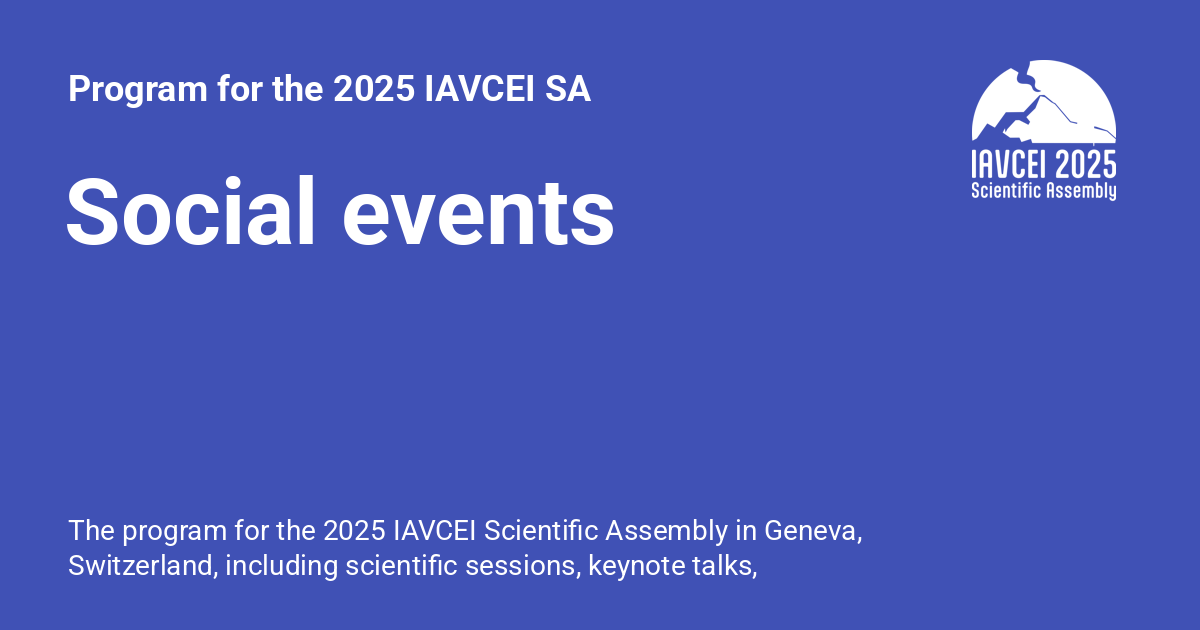 Program for the 2025 IAVCEI SA
IAVCEI 2025
Scientific Assembly
Social events
The program for the 2025 IAVCEI Scientific Assembly in Geneva,
Switzerland, including scientific sessions, keynote talks,